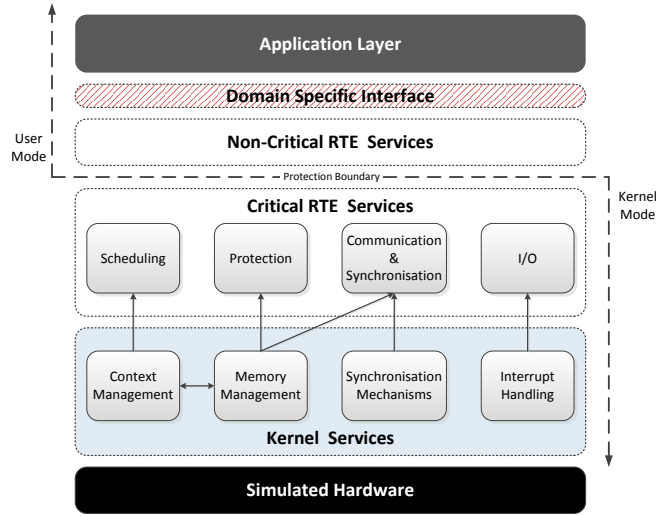 Application Layer
Domain Specific Interface
User
Mode
Non-Critical RTE Services
Protection Boundary
Kernel
Mode
Critical RTE Services
Scheduling
Protection
Communication
&
Synchronisation
I/O
Context
Management
Memory
Management
Synchronisation
Mechanisms
Interrupt
Handling
Kernel Services
Simulated Hardware